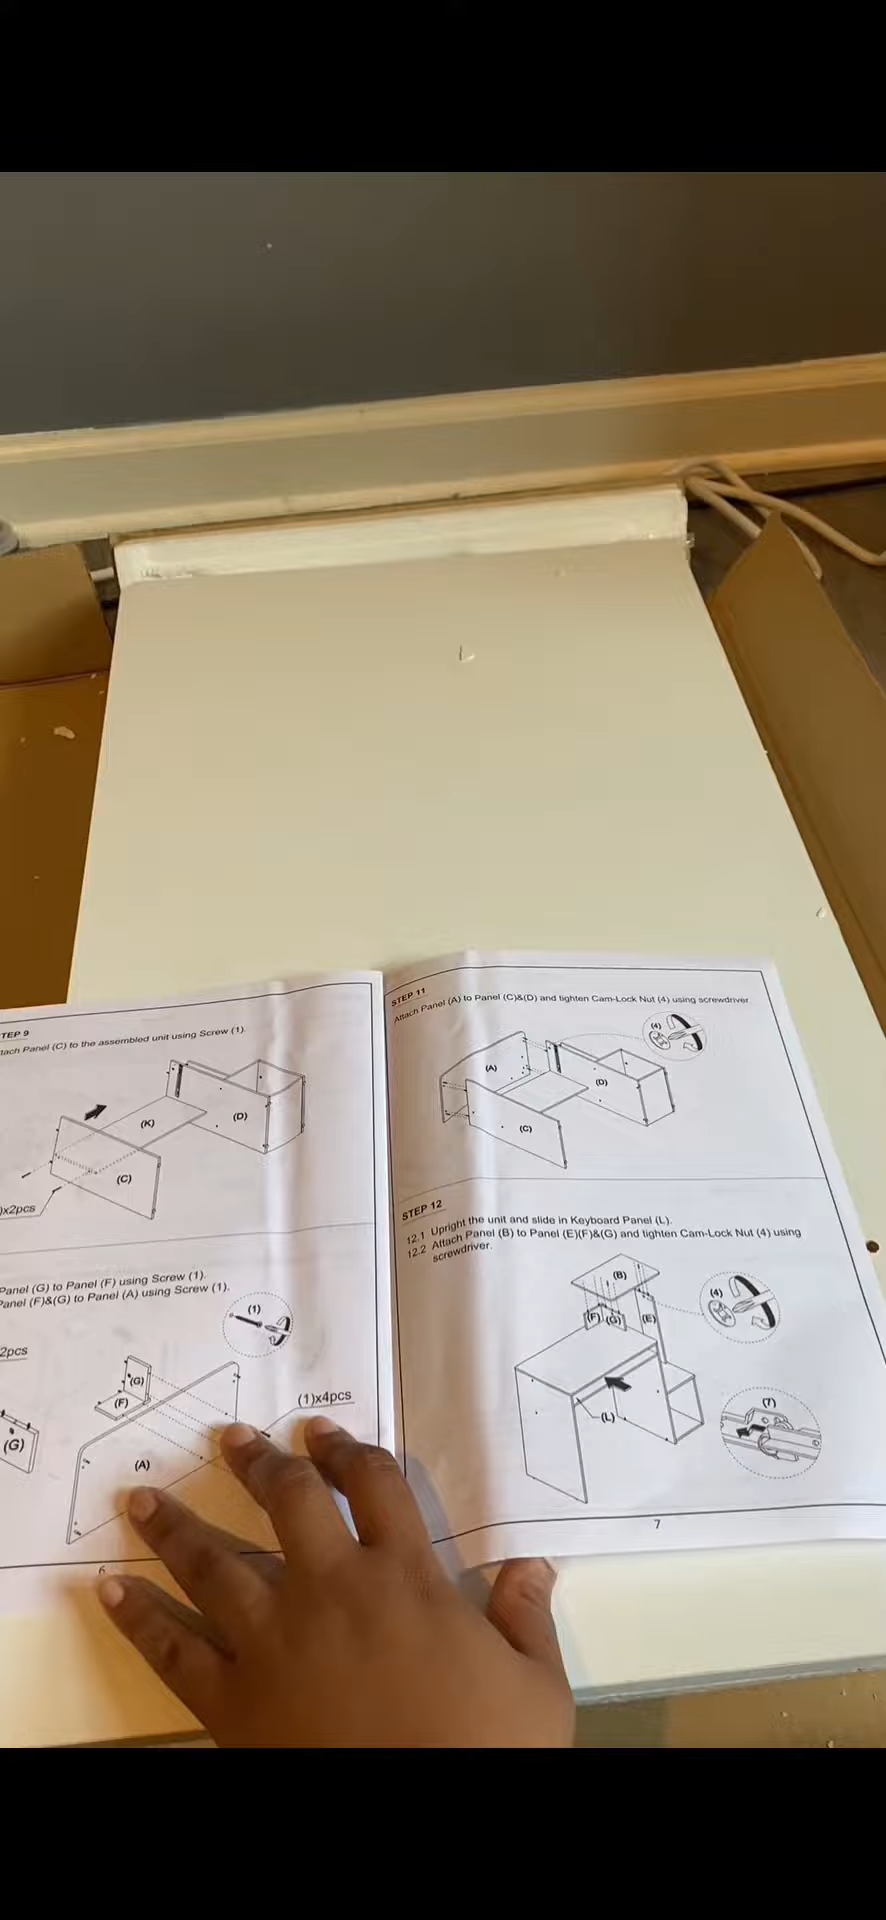 TEP 9
tach Panel (C) to the assembled unit using Screw (1).
(K)
(D)
(C)
)x2pcs
Panel (G) to Panel (F) using Screw (1).
Panel (F)&(G) to Panel (A) using Screw (1).
(1)
2pcs
(G)
(F)
(1)x4pcs
(G)
(A)
6
STEP 11
Attach Panel (A) to Panel (C)&(D) and tighten Cam-Lock Nut (4) using screwdriver
(4)
(A)
(D)
(C)
STEP 12
12.1 Upright the unit and slide in Keyboard Panel (L).
12.2 Attach Panel (B) to Panel (E)(F)&(G) and tighten Cam-Lock Nut (4) using
screwdriver.
(B)
(4)
(F) (G) (E)
(7)
(L)
7